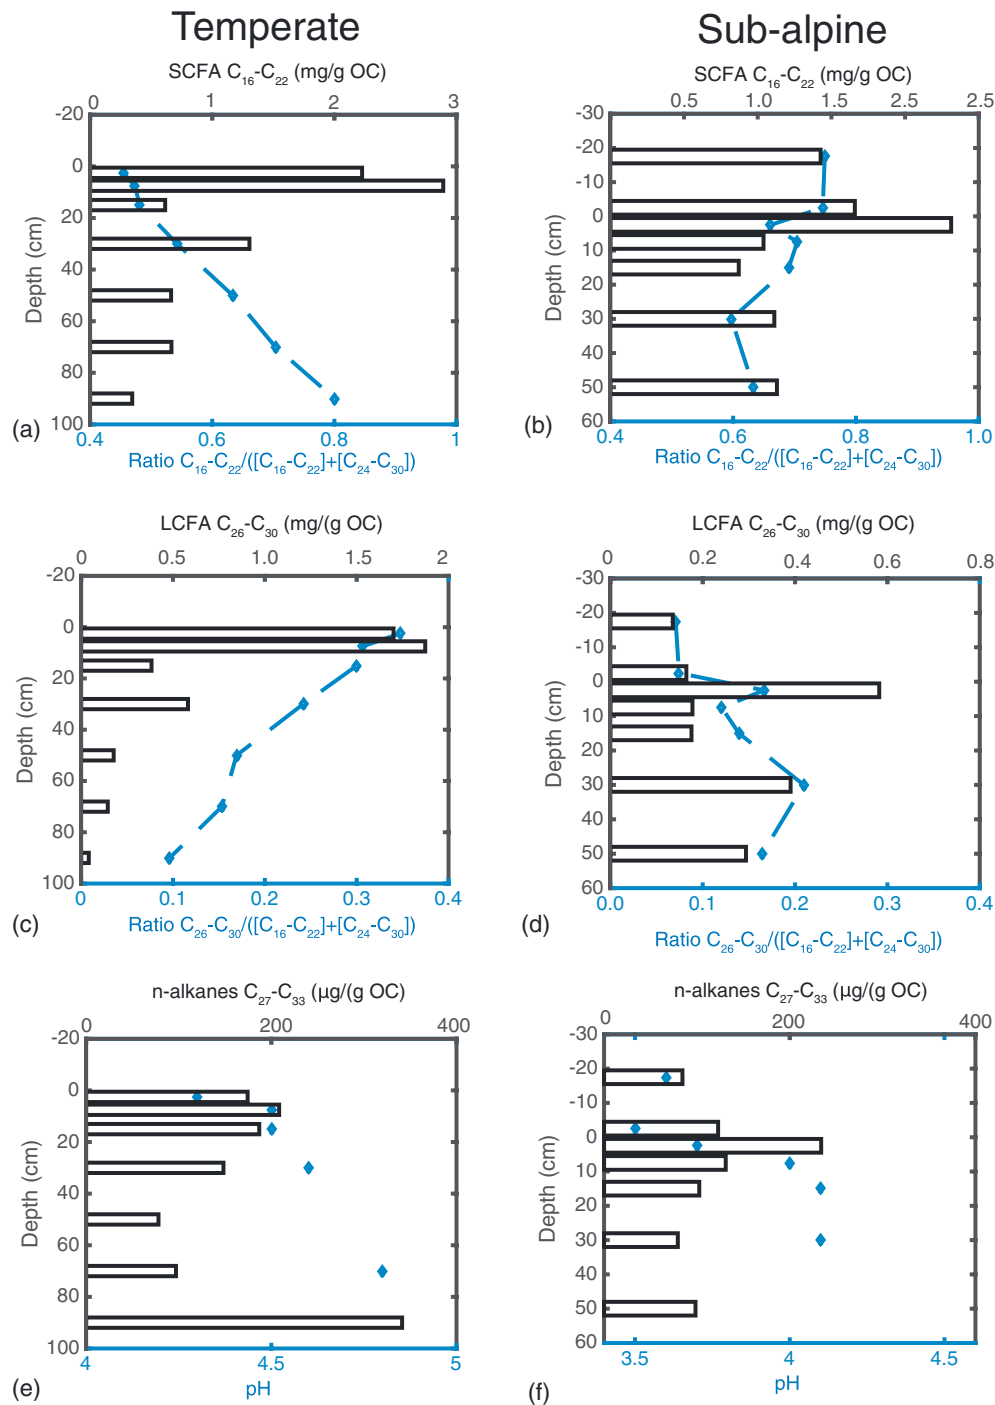 Temperate
Sub-alpine
SCFA C16-C22 (mg/g OC)
0 1 2 3
-20
0
20
40
60
80
100
Depth (cm)
0.4 0.6 0.8 1
Ratio C16-C22/([C16-C22]+[C24-C30])
(a)
SCFA C16-C22 (mg/g OC)
0.5 1.0 1.5 2.5 2.5
-30
-20
-10
0
10
20
30
40
50
60
Depth (cm)
0.4 0.6 0.8 1.0
Ratio C16-C22/([C16-C22]+[C24-C30])
(b)
LCFA C26-C30 (mg/(g OC)
0 0.5 1.0 1.5 2
-20
0
20
40
60
80
100
Depth (cm)
0 0.1 0.2 0.3 0.4
Ratio C26-C30/([C16-C22]+[C24-C30])
(c)
LCFA C26-C30 (mg/(g OC)
0 0.2 0.4 0.6 0.8
-30
-20
-10
0
10
20
30
40
50
60
Depth (cm)
0.0 0.1 0.2 0.3 0.4
Ratio C26-C30/([C16-C22]+[C24-C30])
(d)
n-alkanes C27-C33 (µg/(g OC)
0 200 400
-20
0
20
40
60
80
100
Depth (cm)
4 4.5 5
pH
(e)
n-alkanes C27-C33 (µg/(g OC)
0 200 400
-30
-20
-10
0
10
20
30
40
50
60
Depth (cm)
3.5 4 4.5
pH
(f)